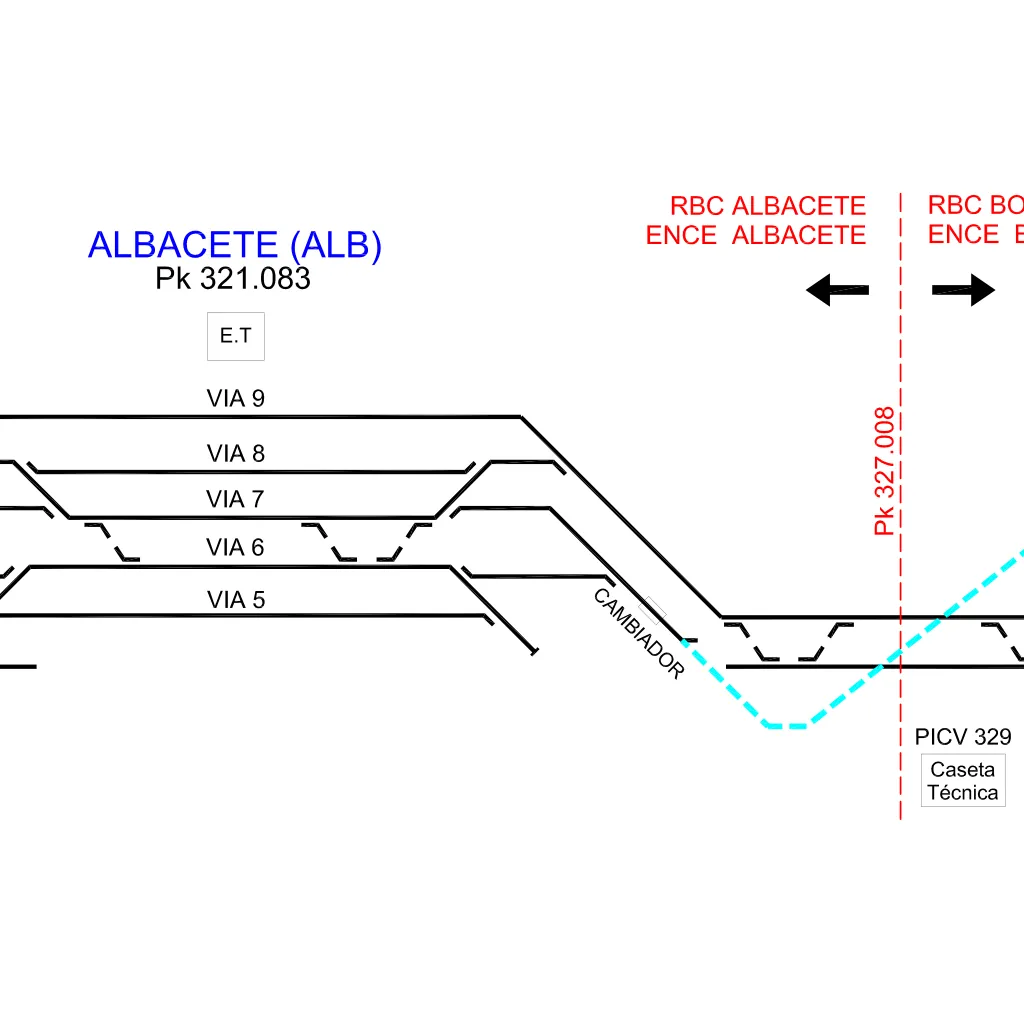 RBC ALBACETE
ENCE ALBACETE
RBC BO
ENCE
ALBACETE (ALB)
Pk 321.083
E.T
VIA 9
VIA 8
VIA 7
VIA 6
VIA 5
CAMBIADOR
Pk 327.008
PICV 329
Caseta
Técnica